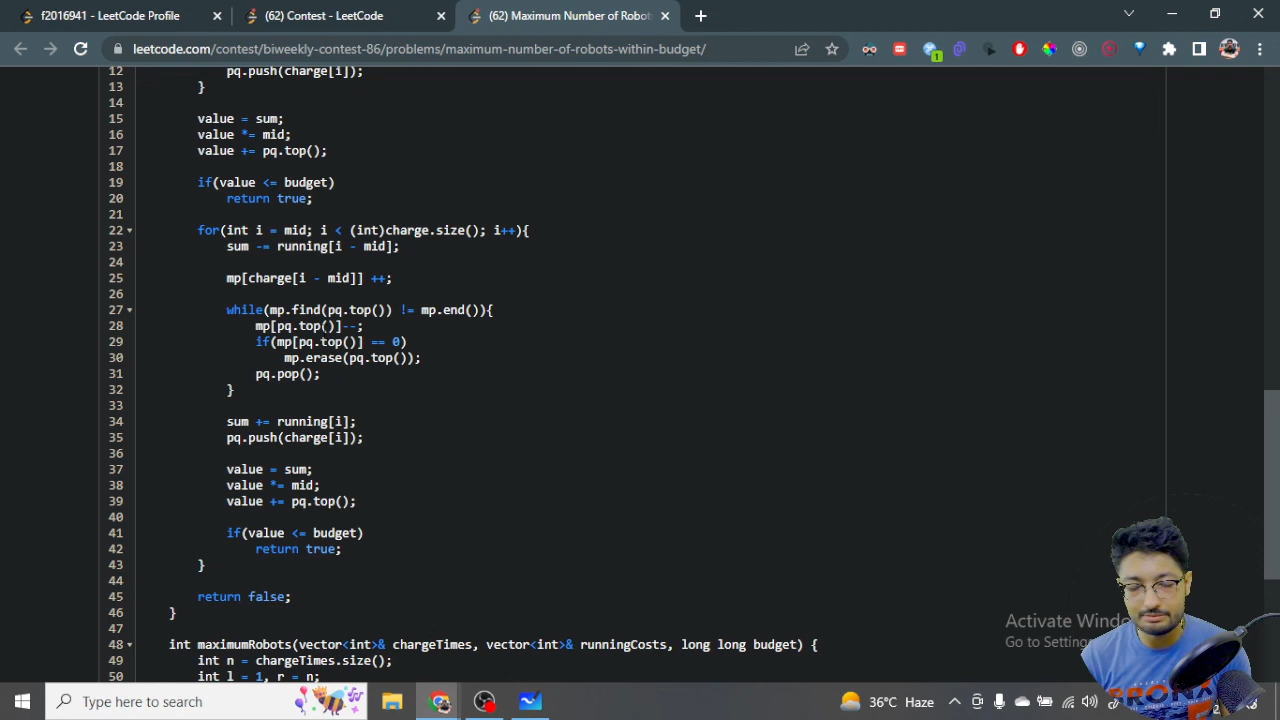 f2016941 - LeetCode Profile
(62) Contest - LeetCode
(62) Maximum Number of Robot
leetcode.com/contest/biweekly-contest-86/problems/maximum-number-of-robots-within-budget/
1
12 pq.push(charge[i]);
13 }
14
15 value = sum;
16 value *= mid;
17 value += pq.top();
18
19 if(value <= budget)
20 return true;
21
22 for(int i = mid; i < (int)charge.size(); i++){
23 sum -= running[i - mid];
24
25 mp[charge[i - mid]] ++;
26
27 while(mp.find(pq.top()) != mp.end()){
28 mp[pq.top()]--;
29 if(mp[pq.top()] == 0)
30 mp.erase(pq.top());
31 pq.pop();
32 }
33
34 sum += running[i];
35 pq.push(charge[i]);
36
37 value = sum;
38 value *= mid;
39 value += pq.top();
40
41 if(value <= budget)
42 return true;
43 }
44
45 return false;
46 }
47
48 int maximumRobots(vector<int>& chargeTimes, vector<int>& runningCosts, long long budget) {
49 int n = chargeTimes.size();
50 int l = 1, r = n;
Activate Windo
Go to Settings
Type here to search
36°C Haze